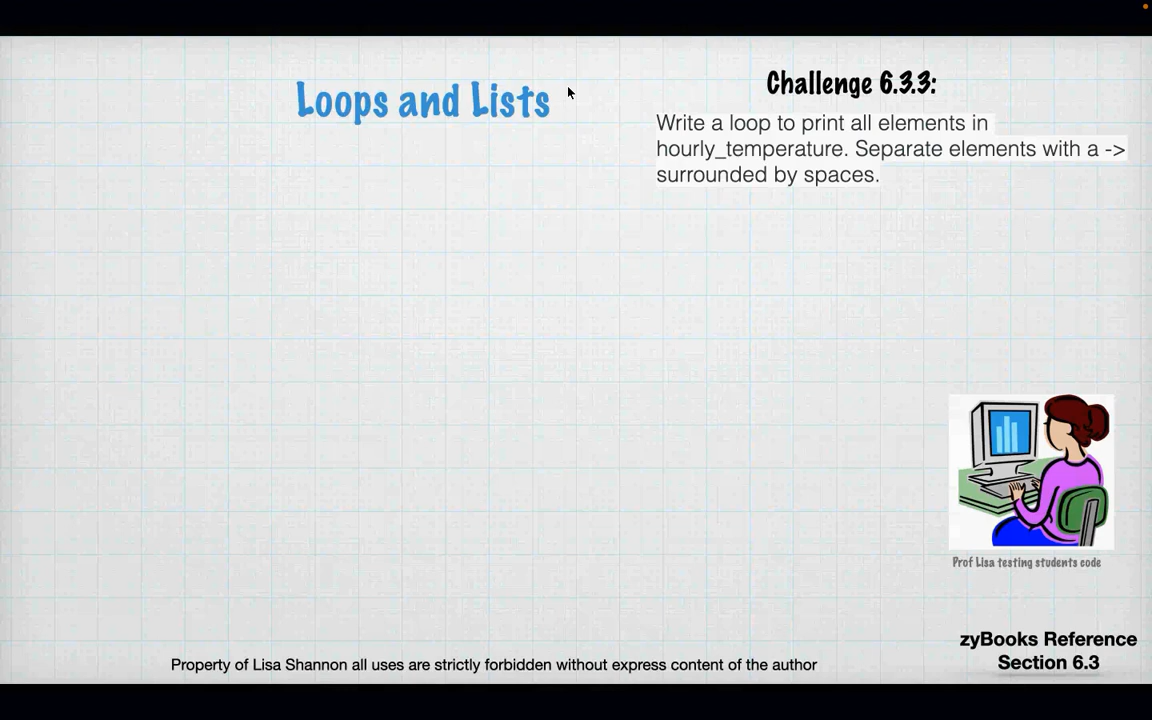 Loops and Lists
Challenge 6.3.3:
Write a loop to print all elements in
hourly_temperature. Separate elements with a ->
surrounded by spaces.
Prof Lisa testing students code
zyBooks Reference
Section 6.3
Property of Lisa Shannon all uses are strictly forbidden without express content of the author